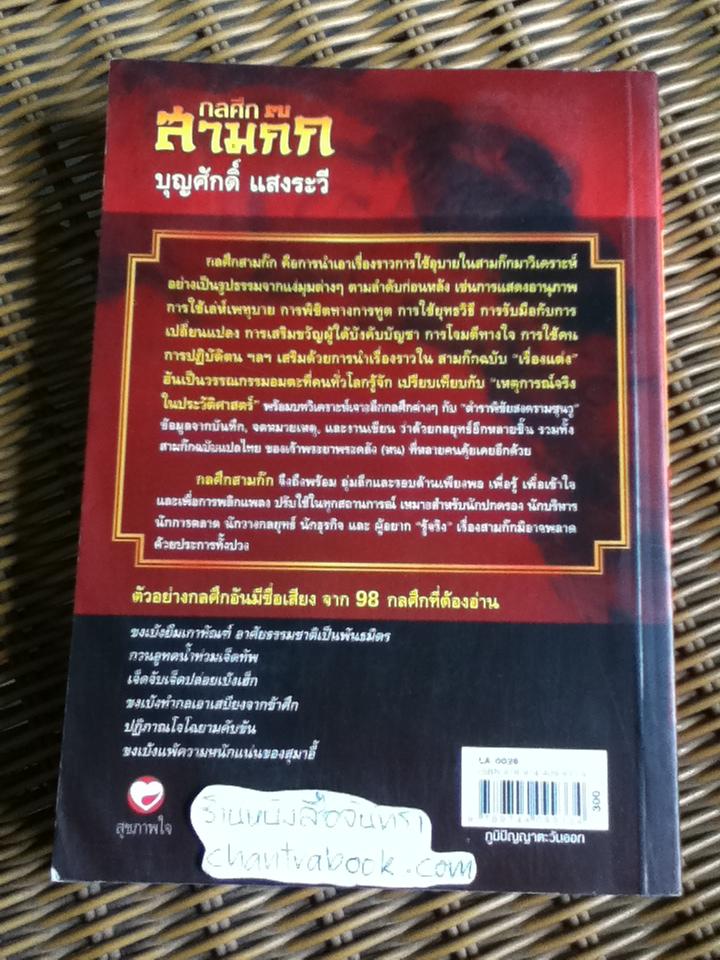 กลศึก
สามก๊ก
บุญศักดิ์ แสงระวี
กลศึกสามก๊ก คือการนำเอาเรื่องราวการใช้อุบายในสามก๊กมาวิเคราะห์
อย่างเป็นรูปธรรมจากแง่มุมต่างๆ ตามลำดับก่อนหลัง เช่นการแสดงอานุภาพ
การใช้เล่ห์เพทุบาย การพิชิตทางการทูต การใช้ยุทธวิธี การรับมือกับการ
เปลี่ยนแปลง การเสริมขวัญผู้ใต้บังคับบัญชา การโจมตีทางใจ การใช้คน
การปฏิบัติตน ฯลฯ เสริมด้วยการนำเรื่องราวใน สามก๊กฉบับ "เรื่องแต่ง"
อันเป็นวรรณกรรมอมตะที่คนทั่วโลกรู้จัก เปรียบเทียบกับ "เหตุการณ์จริง
ในประวัติศาสตร์" พร้อมบทวิเคราะห์เจาะลึกกลศึกต่างๆ กับ "ตำราพิชัยสงครามซุนวู"
ข้อมูลจากบันทึก, จดหมายเหตุ, และงานเขียน ว่าด้วยกลยุทธ์อีกหลายชิ้น รวมทั้ง
สามก๊กฉบับแปลไทย ของเจ้าพระยาพระคลัง (หน) ที่หลายคนคุ้นเคยอีกด้วย
กลศึกสามก๊ก จึงถึงพร้อม ลุ่มลึกและรอบด้านเพียงพอ เพื่อรู้ เพื่อเข้าใจ
และเพื่อการพลิกแพลง ปรับใช้ในทุกสถานการณ์ เหมาะสำหรับนักปกครอง นักบริหาร
นักการตลาด นักวางกลยุทธ์ นักธุรกิจ และ ผู้อยาก "รู้จริง" เรื่องสามก๊กมิอาจพลาด
ด้วยประการทั้งปวง
ตัวอย่างกลศึกอันมีชื่อเสียง จาก 98 กลศึกที่ต้องอ่าน
ขงเบ้งยืมเกาทัณฑ์ อาศัยธรรมชาติเป็นพันธมิตร
กวนอูทดน้ำท่วมเจ็ดทัพ
เจ็ดจับเจ็ดปล่อยเบ้งเฮ็ก
ขงเบ้งทำกลเอาเสบียงจากข้าศึก
ปฏิภาณโจโฉยามคับขัน
ขงเบ้งแพ้ความหนักแน่นของสุมาอี้
LA 0026
300
ภูมิปัญญาตะวันออก
สุขภาพใจ
ร้านหนังสือจันทรา
chantrabook.com